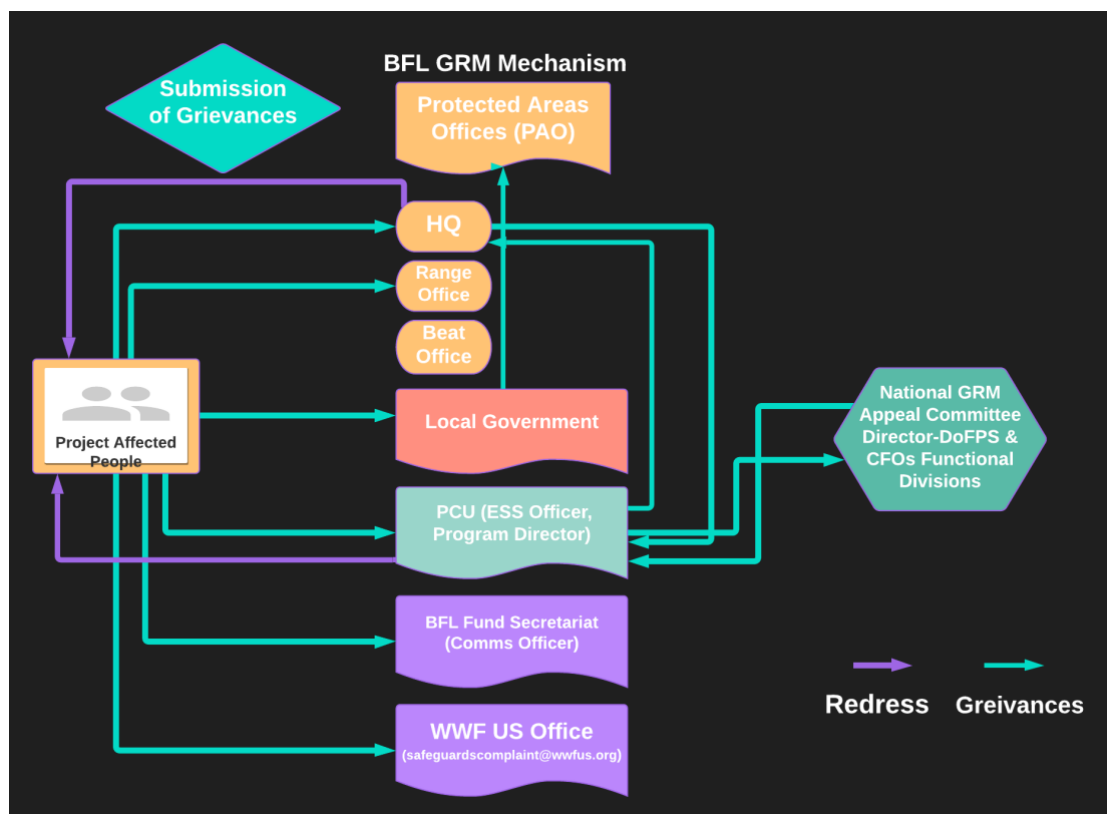 Submission
of Grievances
BFL GRM Mechanism
Protected Areas
Offices (PAO)
HQ
Range
Office
Beat
Office
Project Affected
People
Local Government
National GRM
Appeal Committee
Director-DoFPS &
CFOs Functional
Divisions
PCU (ESS Officer,
Program Director)
BFL Fund Secretariat
(Comms Officer)
WWF US Office
(safeguardscomplaint@wwfus.org)
Redress
Greivances